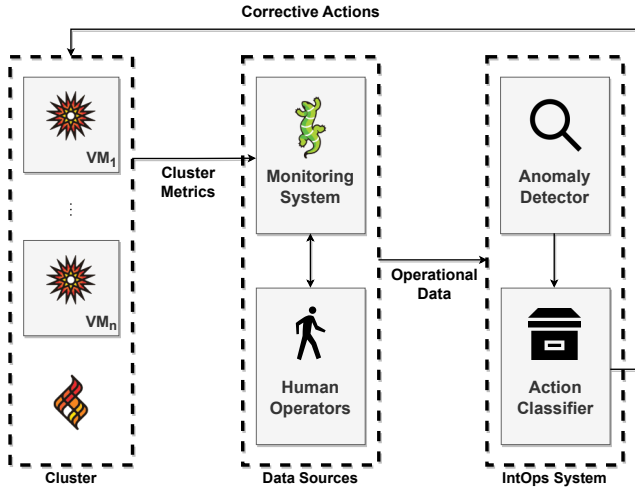 Corrective Actions
VM1
⋮
VMn
Cluster
Cluster
Metrics
Monitoring
System
Human
Operators
Data Sources
Operational
Data
Anomaly
Detector
Action
Classifier
IntOps System